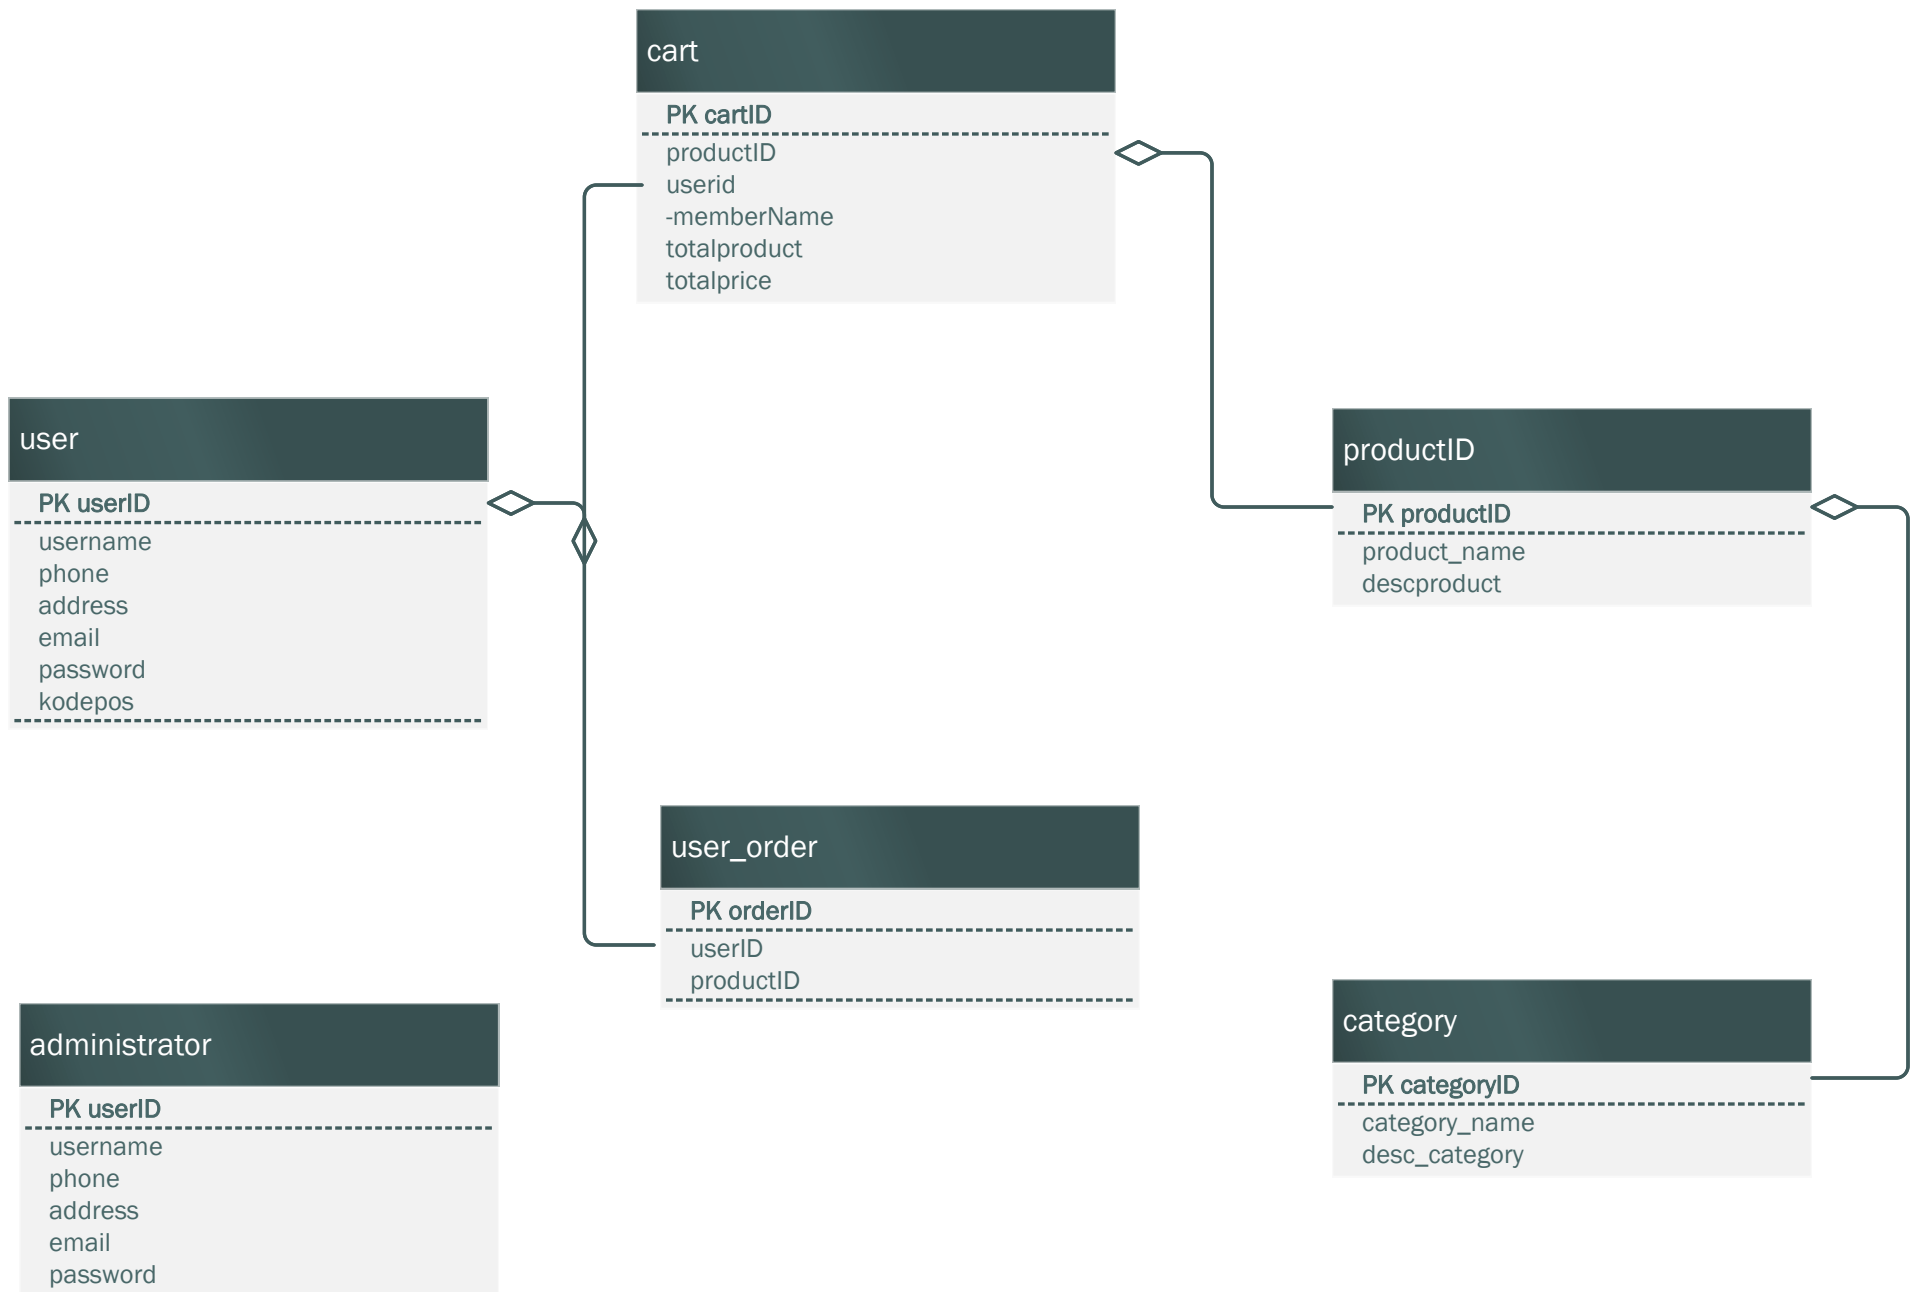 cart
PK cartID
productID
userid
-memberName
totalproduct
totalprice
user
PK userID
username
phone
address
email
password
kodepos
productID
PK productID
product_name
descproduct
user_order
PK orderID
userID
productID
administrator
PK userID
username
phone
address
email
password
category
PK categoryID
category_name
desc_category